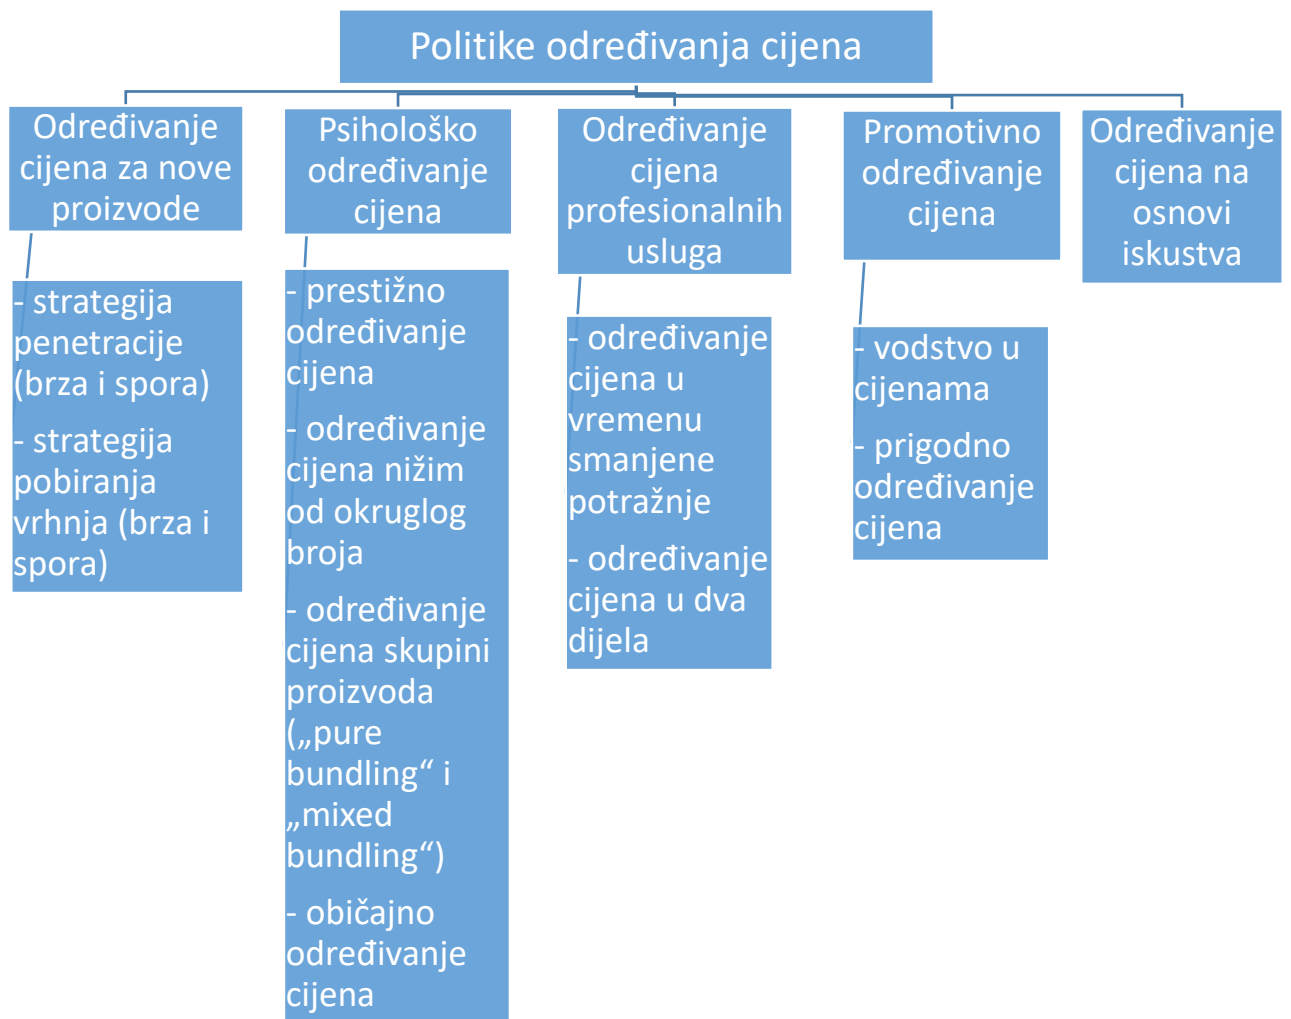 Politike određivanja cijena
Određivanje
cijena za nove
proizvode
- strategija
penetracije
(brza i spora)
- strategija
pobiranja
vrhnja (brza i
spora)
Psihološko
određivanje
cijena
- prestižno
određivanje
cijena
- određivanje
cijena nižim
od okruglog
broja
- određivanje
cijena skupini
proizvoda
(„pure
bundling“ i
„mixed
bundling“)
- običajno
određivanje
cijena
Određivanje
cijena
profesionalnih
usluga
- određivanje
cijena u
vremenu
smanjene
potražnje
- određivanje
cijena u dva
dijela
Promotivno
određivanje
cijena
- vodstvo u
cijenama
- prigodno
određivanje
cijena
Određivanje
cijena na
osnovi
iskustva